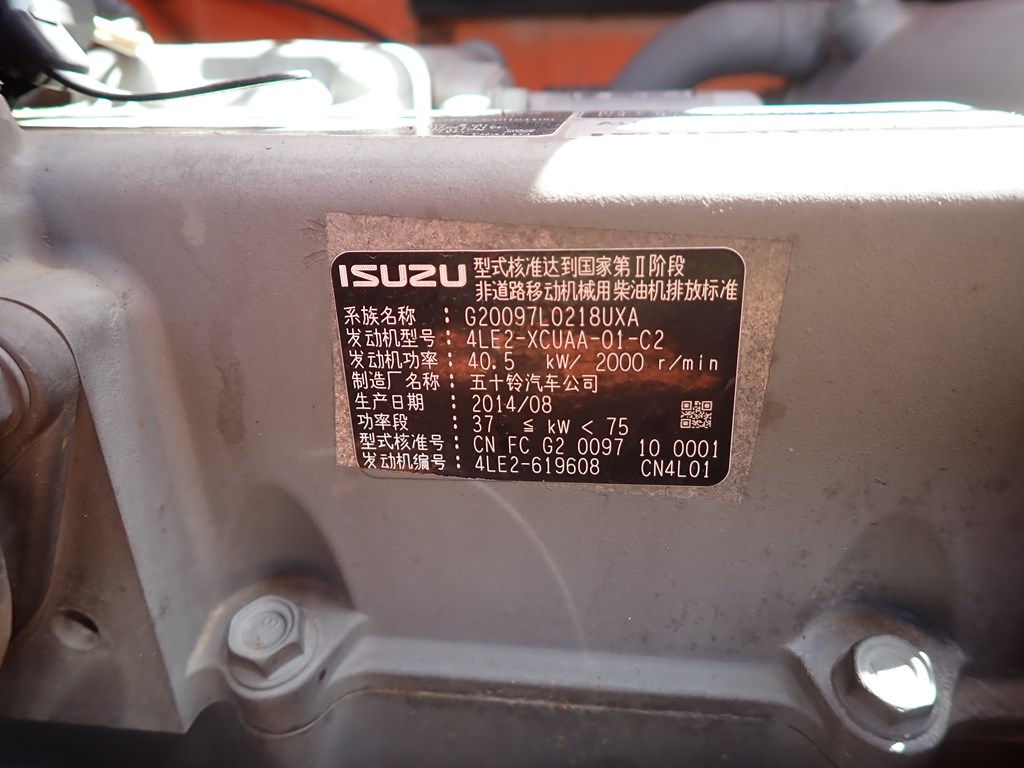 ISUZU 型式核准达到国家第Ⅱ阶段
非道路移动机械用柴油机排放标准
系族名称 : G20097L0218UXA
发动机型号 : 4LE2-XCUAA-01-C2
发动机功率 : 40.5 kW/ 2000 r/min
制造厂名称 : 五十铃汽车公司
生产日期 : 2014/08
功率段 : 37 ≦ kW < 75
型式核准号 : CN FC G2 0097 10 0001
发动机编号 : 4LE2-619608 CN4L01